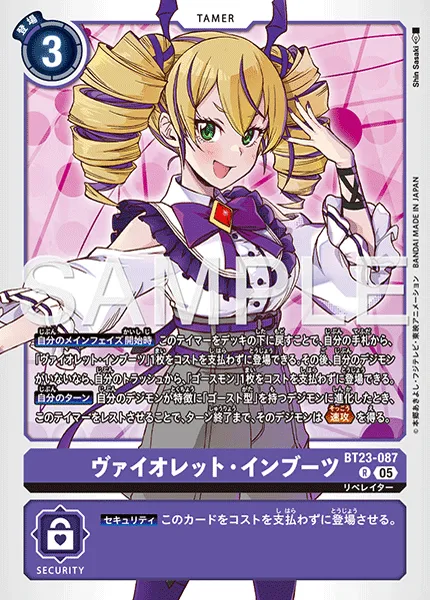 TAMER
登場
3
Shin Sasaki
BANDAI MADE IN JAPAN
©本郷あきよし・フジテレビ・東映アニメーション
SAMPLE
自分のメインフェイズ開始時 このテイマーをデッキの下に戻すことで、自分の手札から、
「ヴァイオレット・インブーツ」1枚をコストを支払わずに登場できる。その後、自分のデジモン
がいないなら、自分のトラッシュから、「ゴースモン」1枚をコストを支払わずに登場できる。
自分のターン 自分のデジモンが特徴に「ゴースト型」を持つデジモンに進化したとき、
このテイマーをレストさせることで、ターン終了まで、そのデジモンは≪速攻≫を得る。
BT23-087
ヴァイオレット・インブーツ
R 05
リベレイター
セキュリティ このカードをコストを支払わずに登場させる。
SECURITY